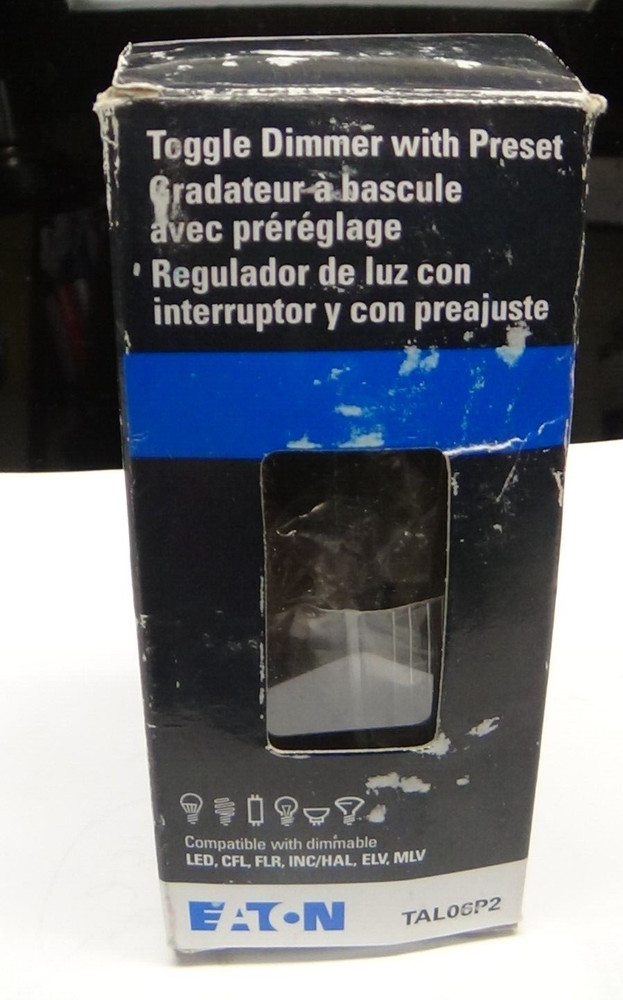 Toggle Dimmer with Preset
Gradateur a bascule
avec préréglage
Regulador de luz con
interruptor y con preajuste
Compatible with dimmable
LED, CFL, FLR, INC/HAL, ELV, MLV
EATON
TAL06P2